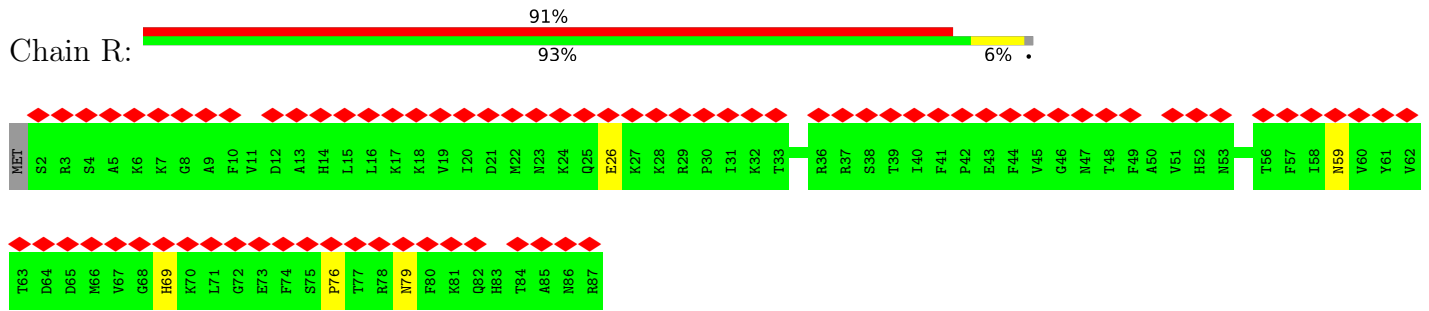 91%
Chain R:
93% 6% •
MET S2 R3 S4 A5 K6 K7 G8 A9 F10 V11 D12 A13 H14 L15 L16 K17 K18 V19 I20 D21 M22 N23 K24 Q25 E26 K27 K28 R29 P30 I31 K32 T33 R36 R37 S38 T39 I40 F41 P42 E43 F44 V45 G46 N47 T48 F49 A50 V51 H52 N53 T56 F57 I58 N59 V60 Y61 V62
T63 D64 D65 M66 V67 G68 H69 K70 L71 G72 E73 F74 S75 P76 T77 R78 N79 F80 K81 Q82 H83 T84 A85 N86 R87